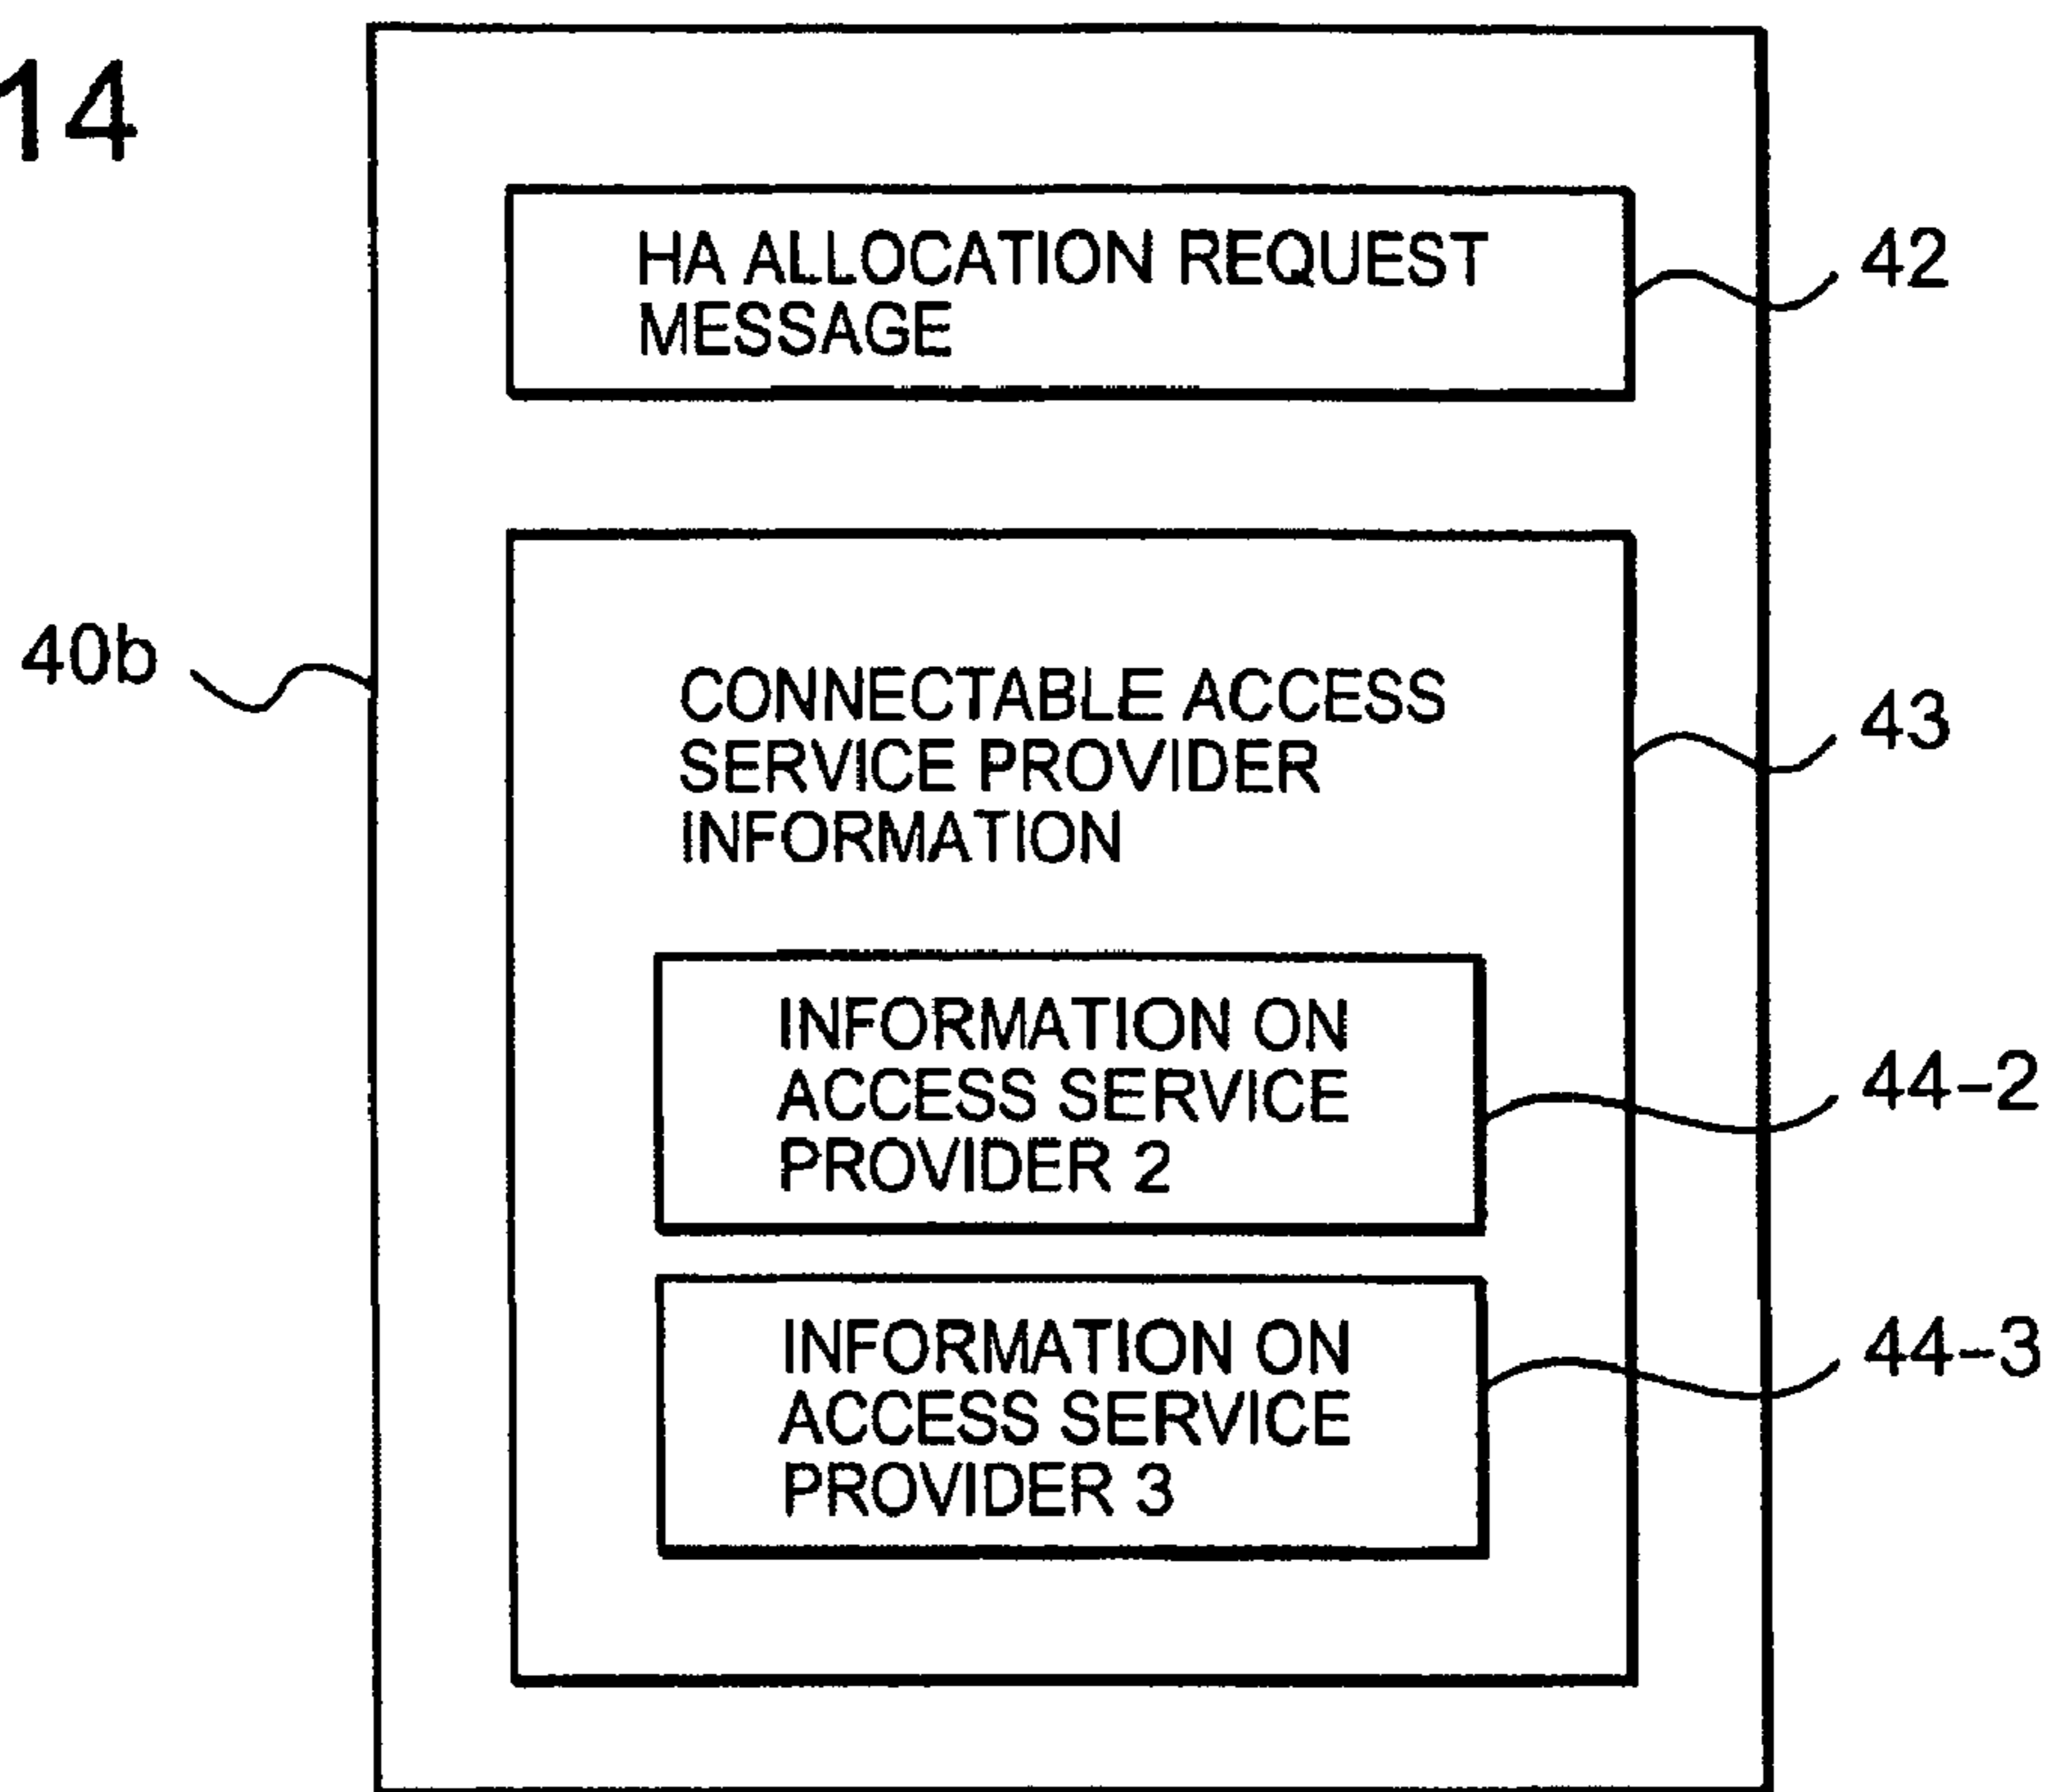 14
HA ALLOCATION REQUEST
MESSAGE
42
40b
CONNECTABLE ACCESS
SERVICE PROVIDER
INFORMATION
43
INFORMATION ON
ACCESS SERVICE
PROVIDER 2
44-2
INFORMATION ON
ACCESS SERVICE
PROVIDER 3
44-3